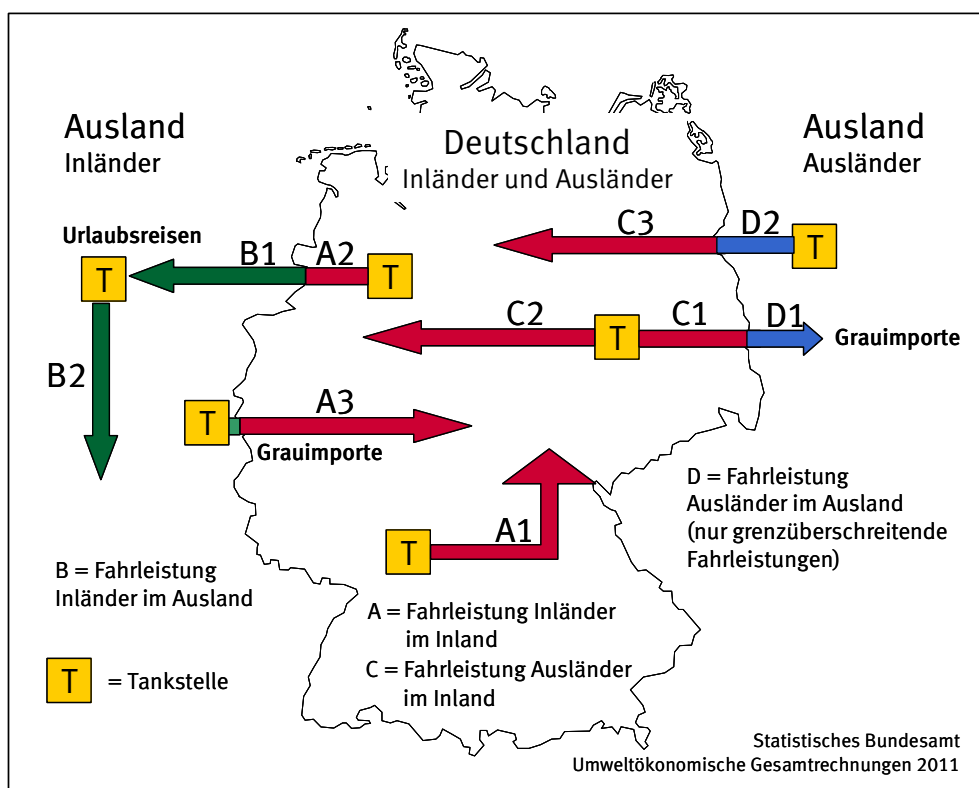 Ausland
Inländer
Deutschland
Inländer und Ausländer
Ausland
Ausländer
Urlaubsreisen
T
B1
A2
T
C3
D2
T
B2
C2
T
C1
D1
Grauimporte
T
A3
Grauimporte
T
A1
D = Fahrleistung
Ausländer im Ausland
(nur grenzüberschreitende
Fahrleistungen)
B = Fahrleistung
Inländer im Ausland
A = Fahrleistung Inländer
im Inland
C = Fahrleistung Ausländer
im Inland
T = Tankstelle
Statistisches Bundesamt
Umweltökonomische Gesamtrechnungen 2011